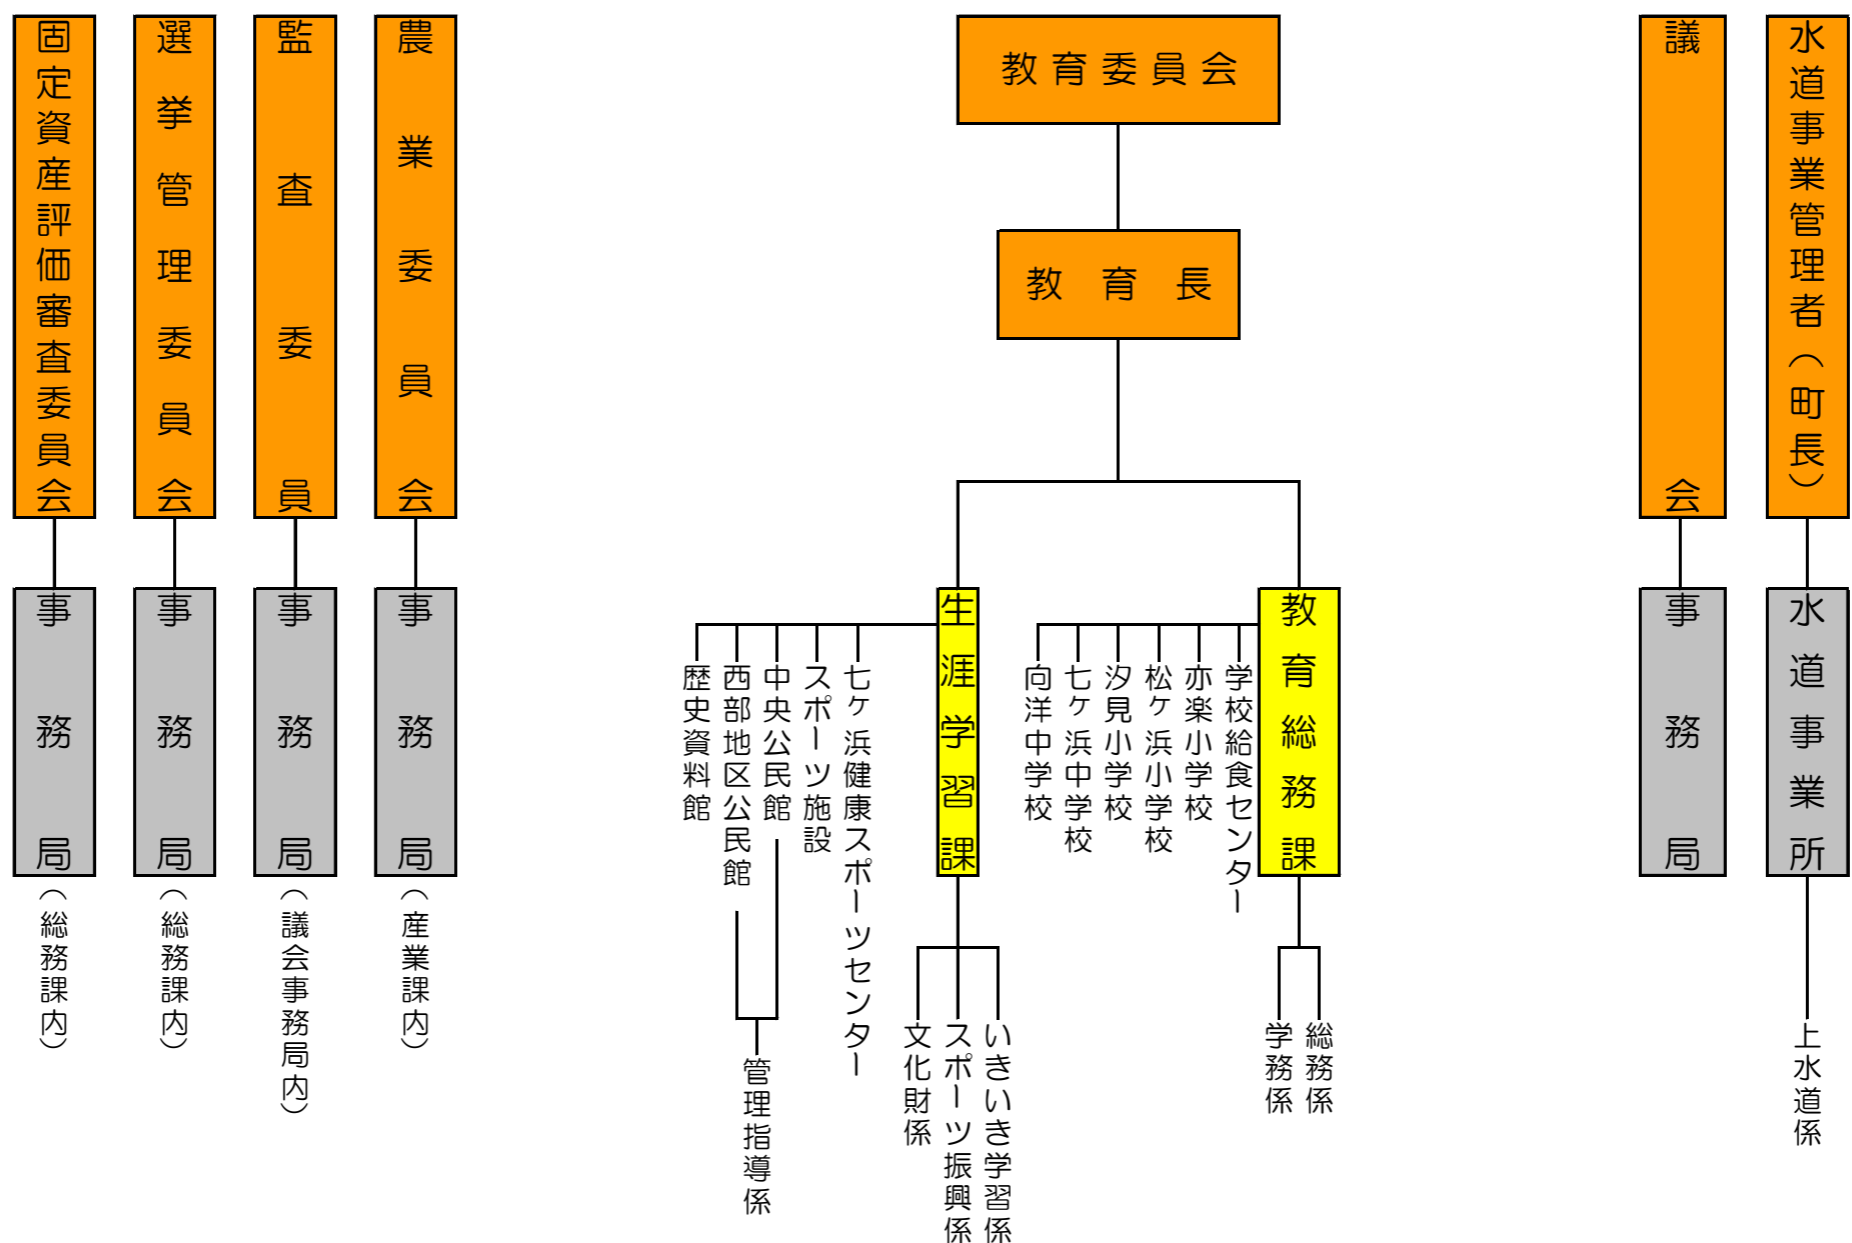 水道事業管理者（町長）
水道事業所
上水道係
議会
事務局
教育委員会
教育長
教育総務課
学校給食センター
亦楽小学校
松ケ浜小学校
汐見小学校
七ケ浜中学校
向洋中学校
総務係
学務係
生涯学習課
七ケ浜健康スポーツセンター
スポーツ施設
中央公民館
西部地区公民館
歴史資料館
管理指導係
いきいき学習係
スポーツ振興係
文化財係
農業委員会
事務局
（産業課内）
監査委員
事務局
（議会事務局内）
選挙管理委員会
事務局
（総務課内）
固定資産評価審査委員会
事務局
（総務課内）